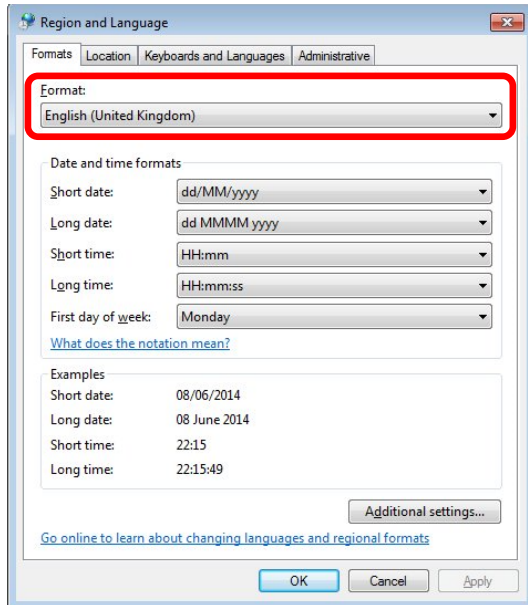 Region and Language
Formats Location Keyboards and Languages Administrative
Format:
English (United Kingdom)
Date and time formats
Short date: dd/MM/yyyy
Long date: dd MMMM yyyy
Short time: HH:mm
Long time: HH:mm:ss
First day of week: Monday
What does the notation mean?
Examples
Short date: 08/06/2014
Long date: 08 June 2014
Short time: 22:15
Long time: 22:15:49
Additional settings...
Go online to learn about changing languages and regional formats
OK Cancel Apply